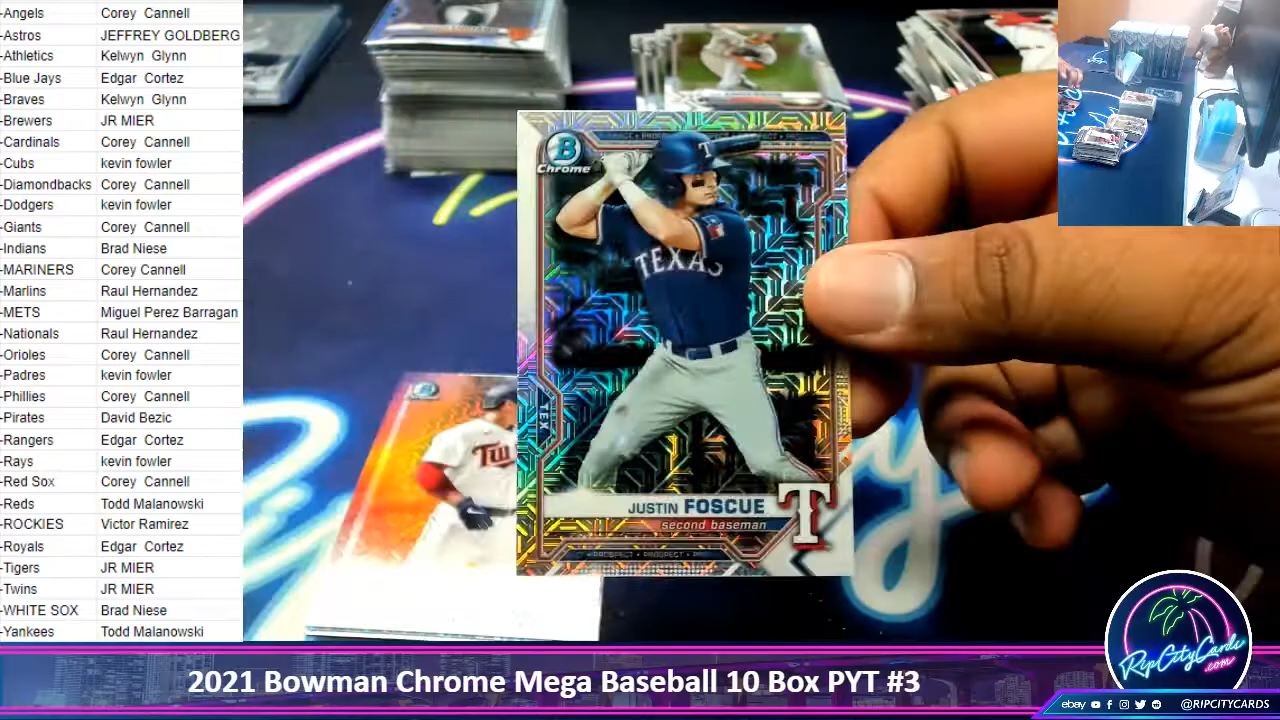 -Angels Corey Cannell
-Astros JEFFREY GOLDBERG
-Athletics Kelwyn Glynn
-Blue Jays Edgar Cortez
-Braves Kelwyn Glynn
-Brewers JR MIER
-Cardinals Corey Cannell
-Cubs kevin fowler
-Diamondbacks Corey Cannell
-Dodgers kevin fowler
-Giants Corey Cannell
-Indians Brad Niese
-MARINERS Corey Cannell
-Marlins Raul Hernandez
-METS Miguel Perez Barragan
-Nationals Raul Hernandez
-Orioles Corey Cannell
-Padres kevin fowler
-Phillies Corey Cannell
-Pirates David Bezic
-Rangers Edgar Cortez
-Rays kevin fowler
-Red Sox Corey Cannell
-Reds Todd Malanowski
-ROCKIES Victor Ramirez
-Royals Edgar Cortez
-Tigers JR MIER
-Twins JR MIER
-WHITE SOX Brad Niese
-Yankees Todd Malanowski
B
Chrome
T
TEXAS
TEX
JUSTIN FOSCUE
second baseman
T
PROSPECT • PROSPECT
Tw
2021 Bowman Chrome Mega Baseball 10 Box PYT #3
RipCityCards
.com
ebay @RIPCITYCARDS